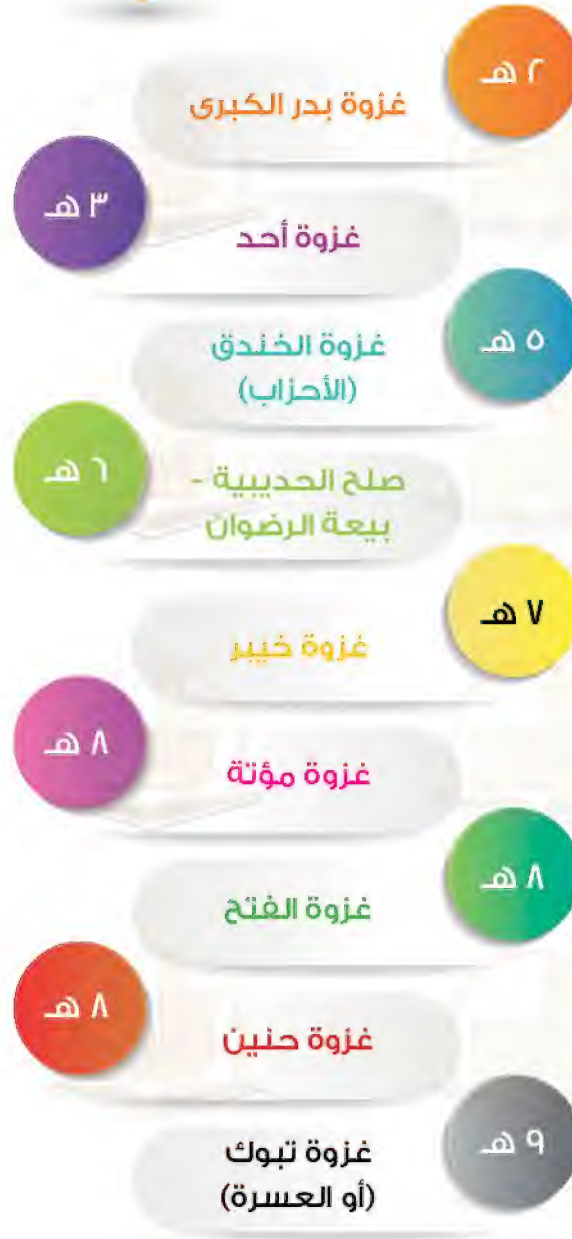 ٢ هـ
غزوة بدر الكبرى
٣ هـ
غزوة أحد
٥ هـ
غزوة الخندق
(الأحزاب)
٦ هـ
صلح الحديبية -
بيعة الرضوان
٧ هـ
غزوة خيبر
٨ هـ
غزوة مؤتة
٨ هـ
غزوة الفتح
٨ هـ
غزوة حنين
٩ هـ
غزوة تبوك
(أو العسرة)